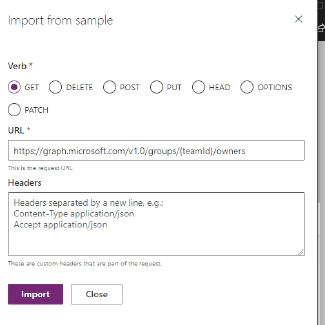 Import from sample
Verb *
GET DELETE POST PUT HEAD OPTIONS
PATCH
URL *
https://graph.microsoft.com/v1.0/groups/{teamId}/owners
This is the request URL.
Headers
Headers separated by a new line, e.g.:
Content-Type application/json
Accept application/json
These are custom headers that are part of the request.
Import Close